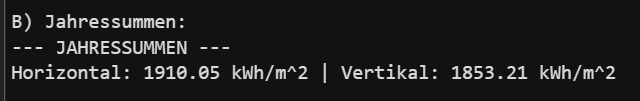 B) Jahressummen:
--- JAHRESSUMMEN ---
Horizontal: 1910.05 kWh/m^2 | Vertikal: 1853.21 kWh/m^2